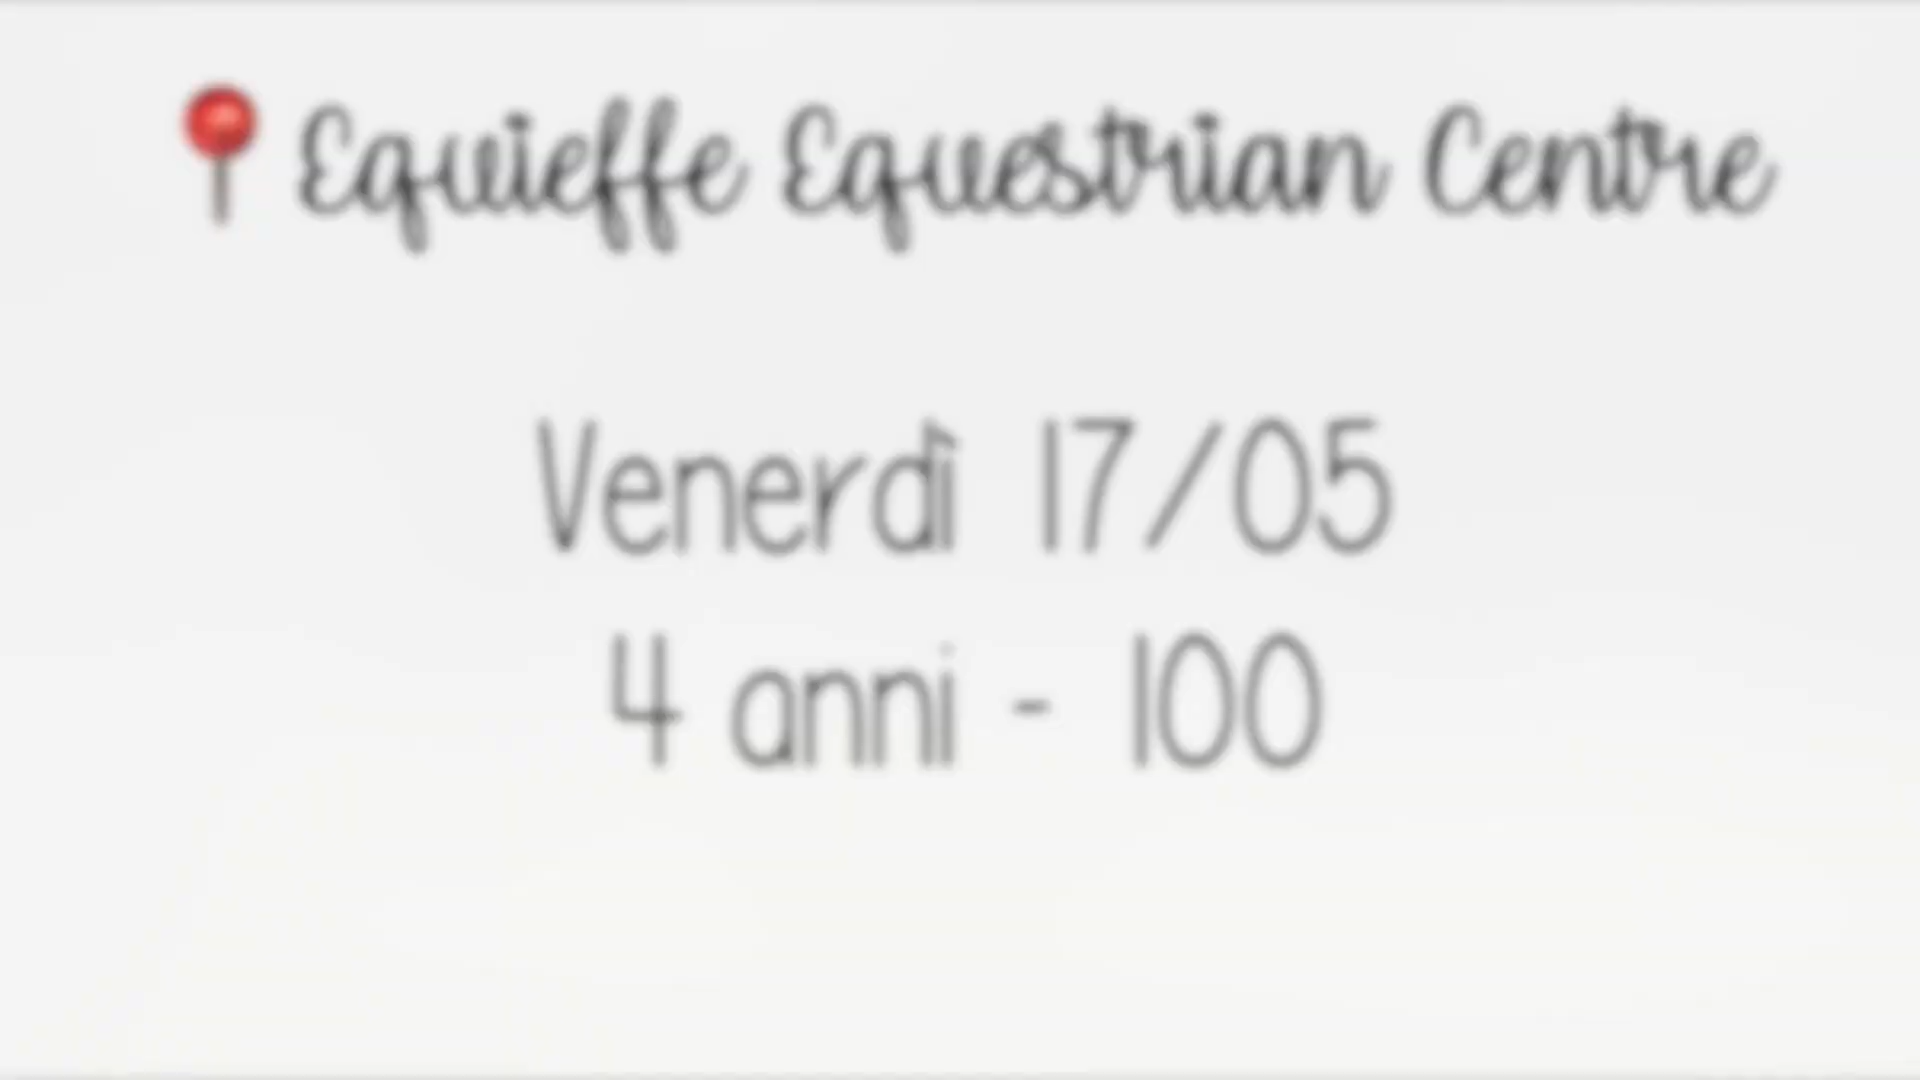 📍Equieffe Equestrian Centre
Venerdì 17/05
4 anni - 100